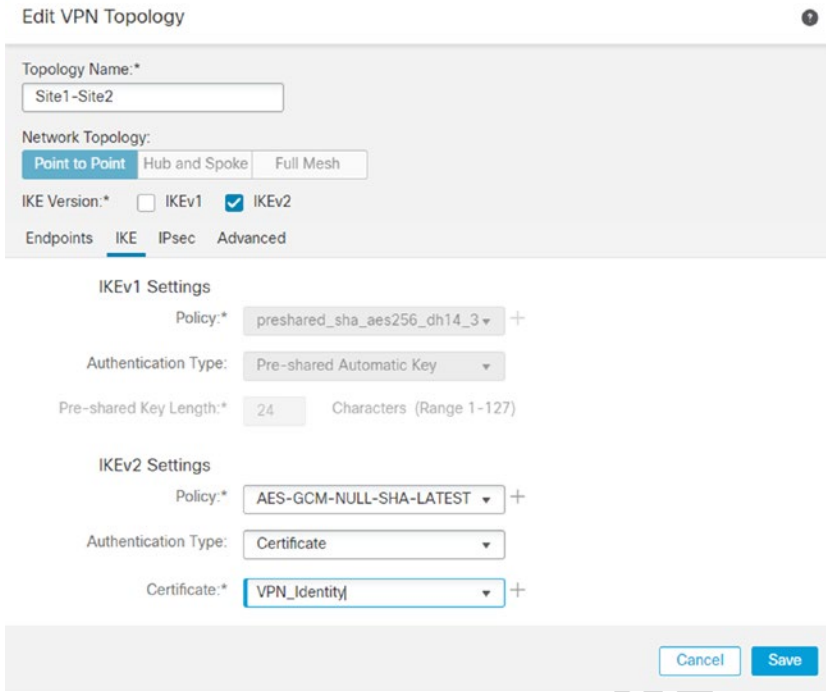 Edit VPN Topology
?
Topology Name:*
Site1-Site2
Network Topology:
Point to Point Hub and Spoke Full Mesh
IKE Version:* IKEv1 IKEv2
Endpoints IKE IPsec Advanced
IKEv1 Settings
Policy:* preshared_sha_aes256_dh14_3
Authentication Type: Pre-shared Automatic Key
Pre-shared Key Length:* 24 Characters (Range 1-127)
IKEv2 Settings
Policy:* AES-GCM-NULL-SHA-LATEST
Authentication Type: Certificate
Certificate:* VPN_Identity
Cancel Save